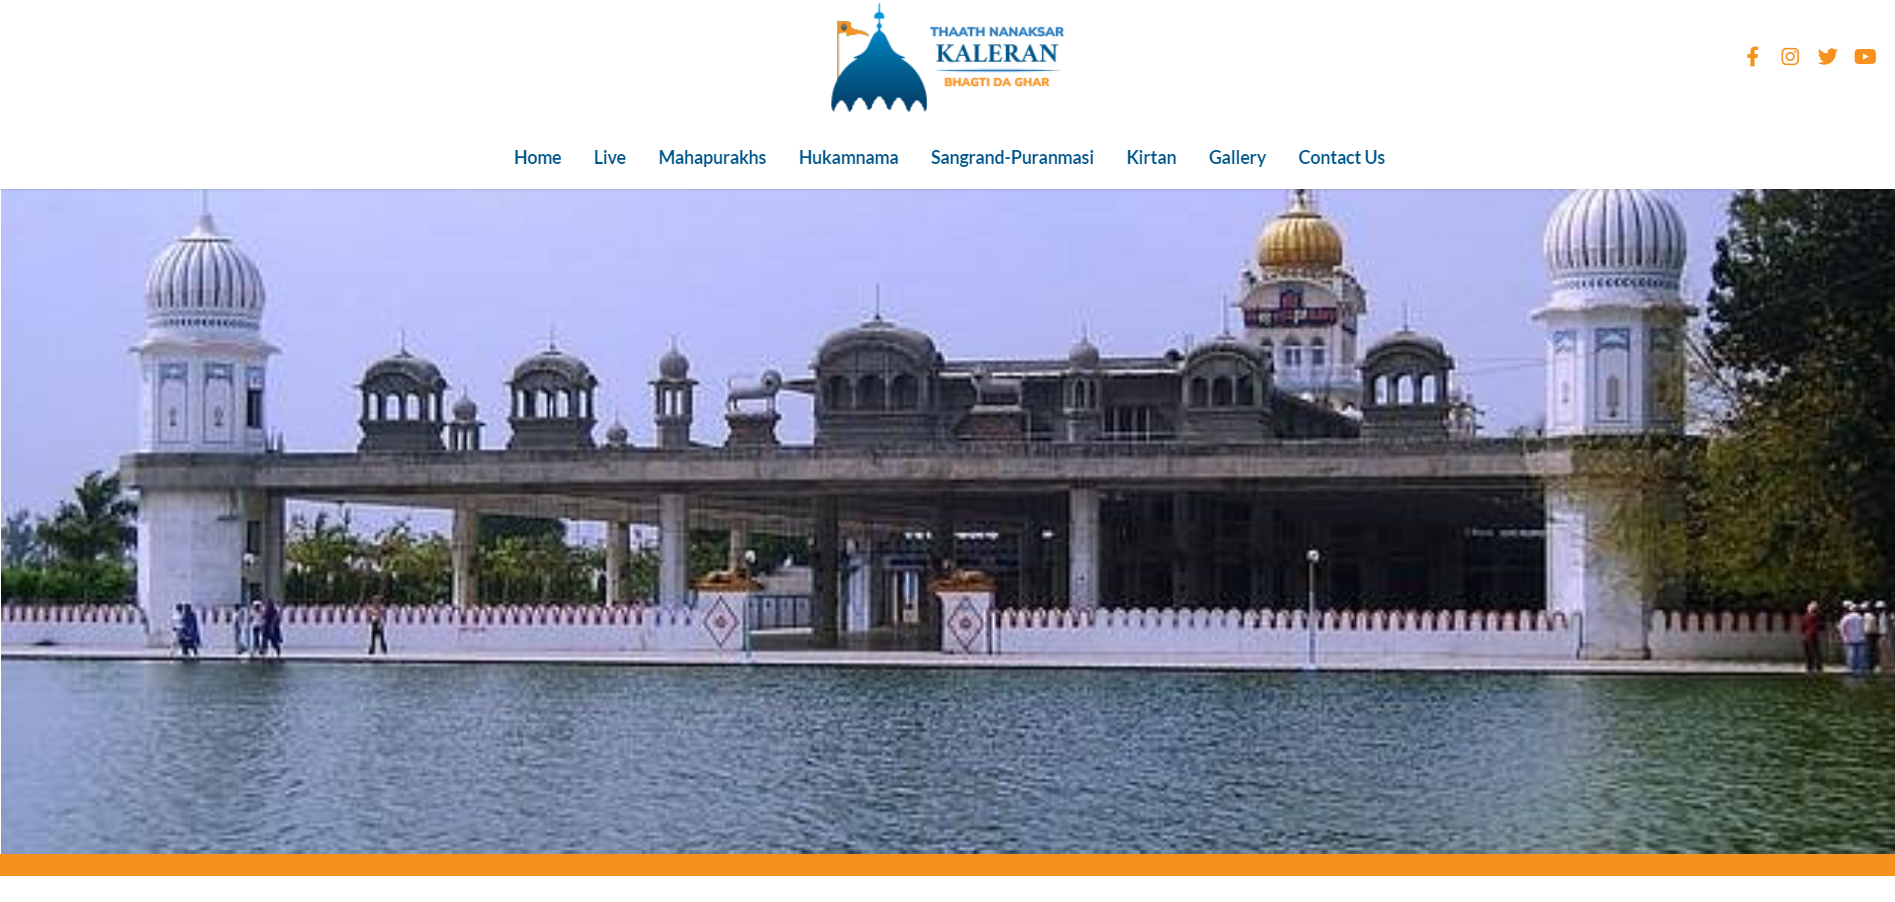 THAATH NANAKSAR
KALERAN
BHAGTI DA GHAR
Home Live Mahapurakhs Hukamnama Sangrand-Puranmasi Kirtan Gallery Contact Us